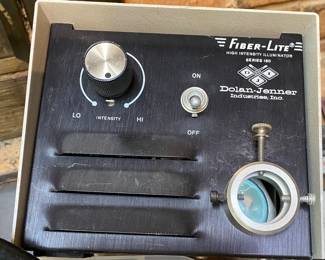 FIBER-LITE®
HIGH INTENSITY ILLUMINATOR
SERIES 180
ON
Dolan-Jenner
Industries, Inc.
LO INTENSITY HI
OFF